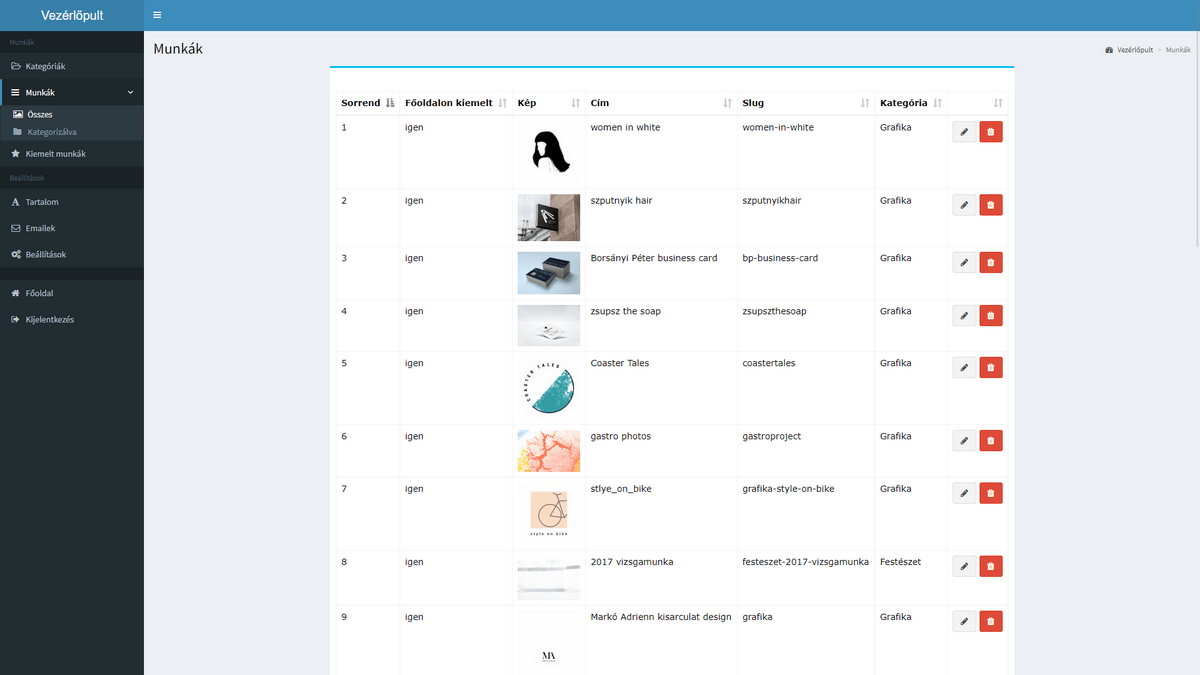 Vezérlőpult
Munkák
Kategóriák
Munkák
Összes
Kategorizálva
Kiemelt munkák
Beállítások
Tartalom
Emailek
Beállítások
Főoldal
Kijelentkezés
Munkák
Vezérlőpult > Munkák
Sorrend Főoldalon kiemelt Kép Cím Slug Kategória
1 igen women in white women-in-white Grafika
2 igen szputnyik hair szputnyikhair Grafika
3 igen Borsányi Péter business card bp-business-card Grafika
4 igen zsupsz the soap zsupszthesoap Grafika
5 igen COASTER TALES Coaster Tales coastertales Grafika
6 igen gastro photos gastroproject Grafika
7 igen style on bike stlye_on_bike grafika-style-on-bike Grafika
8 igen 2017 vizsgamunka festeszet-2017-vizsgamunka Festészet
9 igen MA Markó Adrienn kisarculat design grafika Grafika